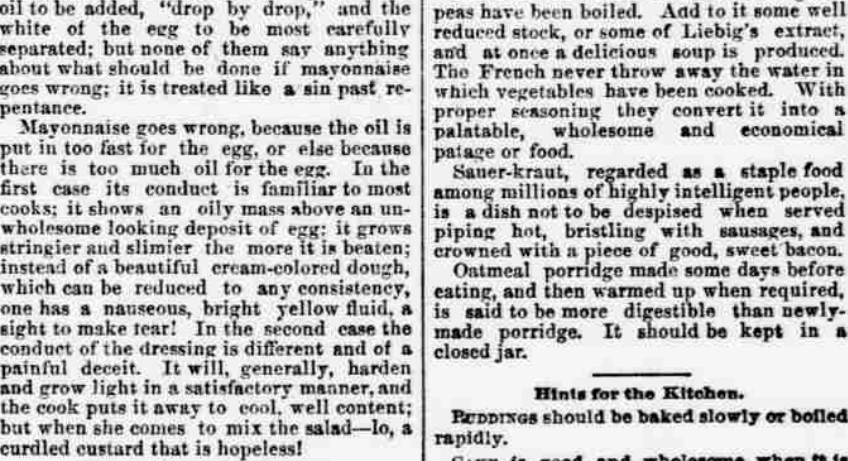 oil to be added, "drop by drop," and the
white of the egg to be most carefully
separated; but none of them say anything
about what should be done if mayonnaise
goes wrong; it is treated like a sin past re-
pentance.
Mayonnaise goes wrong, because the oil is
put in too fast for the egg, or else because
there is too much oil for the egg. In the
first case its conduct is familiar to most
cooks; it shows an oily mass above an un-
wholesome looking deposit of egg; it grows
stringier and slimier the more it is beaten;
instead of a beautiful cream-colored dough,
which can be reduced to any consistency,
one has a nauseous, bright yellow fluid, a
sight to make tear! In the second case the
conduct of the dressing is different and of a
painful deceit. It will, generally, harden
and grow light in a satisfactory manner, and
the cook puts it away to cool, well content;
but when she comes to mix the salad—lo, a
curdled custard that is hopeless!
peas have been boiled. Add to it some well
reduced stock, or some of Liebig's extract,
and at once a delicious soup is produced.
The French never throw away the water in
which vegetables have been cooked. With
proper seasoning they convert it into a
palatable, wholesome and economical
patage or food.
Sauer-kraut, regarded as a staple food
among millions of highly intelligent people,
is a dish not to be despised when served
piping hot, bristling with sausages, and
crowned with a piece of good, sweet bacon.
Oatmeal porridge made some days before
eating, and then warmed up when required,
is said to be more digestible than newly-
made porridge. It should be kept in a
closed jar.
Hints for the Kitchen.
PUDDINGS should be baked slowly or boiled
rapidly.
is good and wholesome when it is